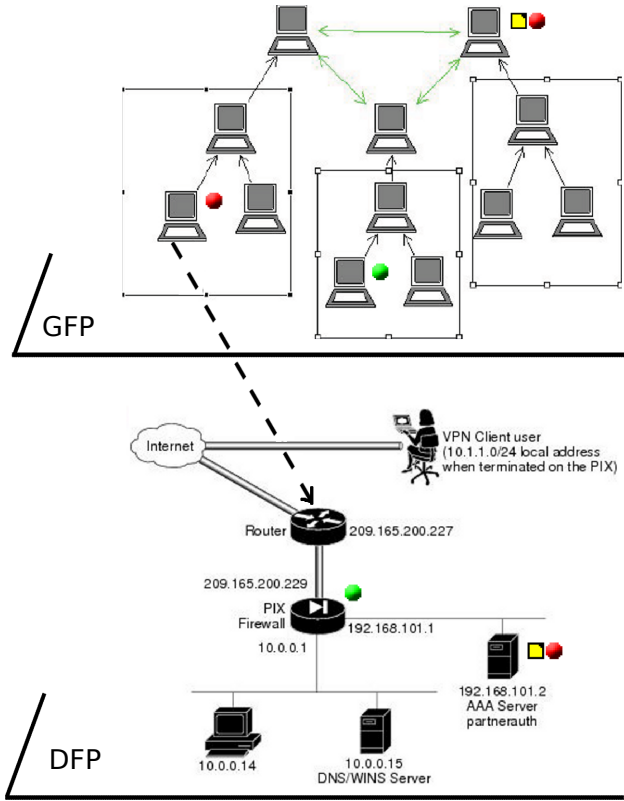 GFP
Internet
VPN Client user
(10.1.1.0/24 local address
when terminated on the PIX)
Router
209.165.200.227
209.165.200.229
PIX
Firewall
192.168.101.1
10.0.0.1
192.168.101.2
AAA Server
partnerauth
10.0.0.14
10.0.0.15
DNS/WINS Server
DFP